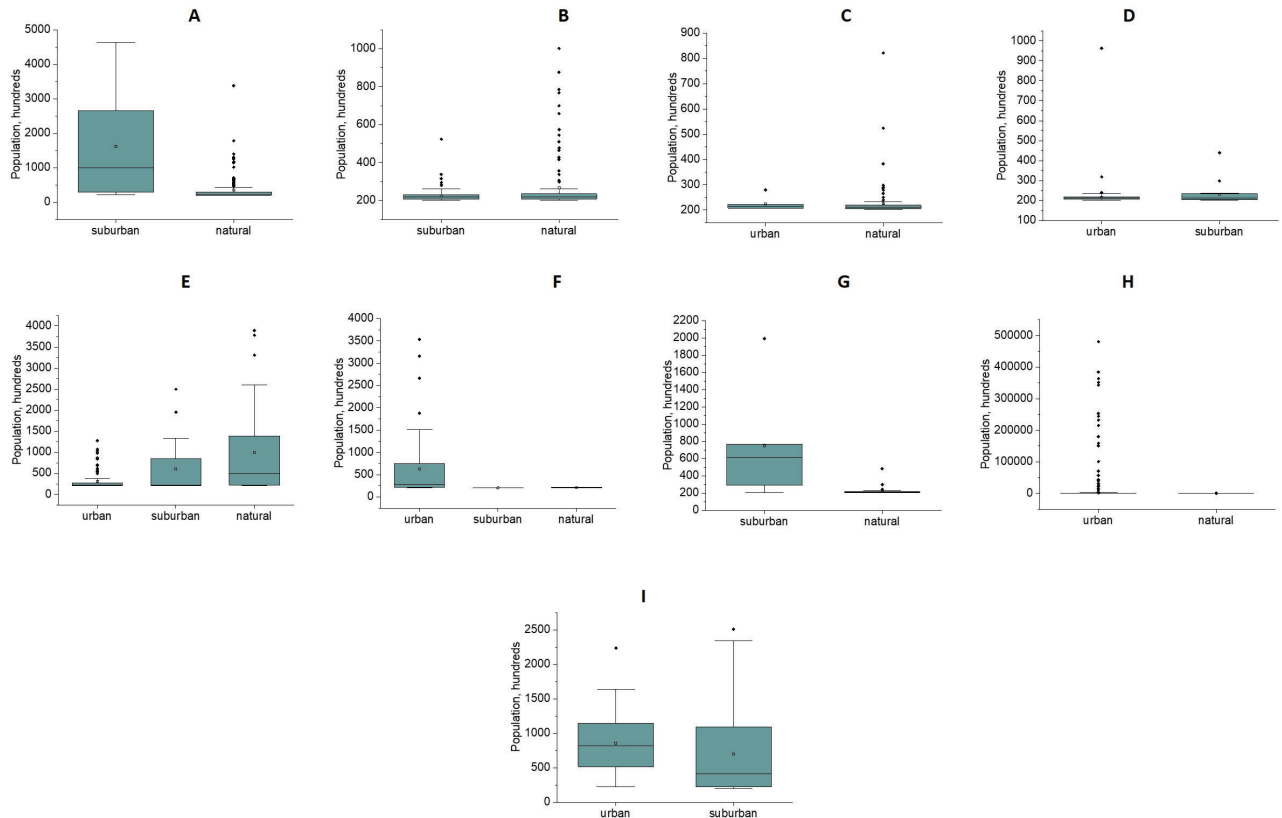 A
Population, hundreds
5000
4000
3000
2000
1000
0
suburban
natural
B
Population, hundreds
1000
800
600
400
200
suburban
natural
C
Population, hundreds
900
800
700
600
500
400
300
200
urban
natural
D
Population, hundreds
1000
900
800
700
600
500
400
300
200
100
urban
suburban
E
Population, hundreds
4000
3500
3000
2500
2000
1500
1000
500
0
urban
suburban
natural
F
Population, hundreds
4000
3500
3000
2500
2000
1500
1000
500
0
urban
suburban
natural
G
Population, hundreds
2200
2000
1800
1600
1400
1200
1000
800
600
400
200
0
suburban
natural
H
Population, hundreds
500000
400000
300000
200000
100000
0
urban
natural
I
Population, hundreds
2500
2000
1500
1000
500
0
urban
suburban